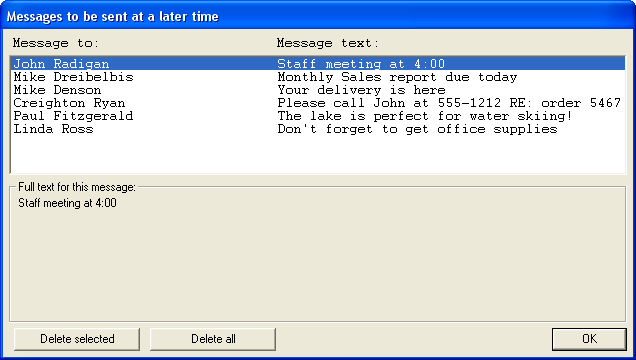 Messages to be sent at a later time
Message to: Message text:
John Radigan Staff meeting at 4:00
Mike Dreibelbis Monthly Sales report due today
Mike Denson Your delivery is here
Creighton Ryan Please call John at 555-1212 RE: order 5467
Paul Fitzgerald The lake is perfect for water skiing!
Linda Ross Don't forget to get office supplies
Full text for this message:
Staff meeting at 4:00
Delete selected Delete all OK